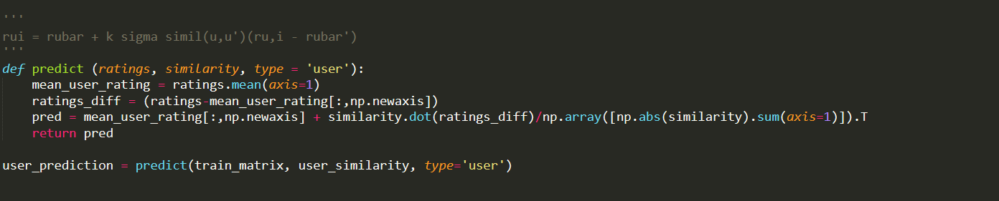 '''
rui = rubar + k sigma simil(u,u')(ru,i - rubar')
'''
def predict (ratings, similarity, type = 'user'):
    mean_user_rating = ratings.mean(axis=1)
    ratings_diff = (ratings-mean_user_rating[:,np.newaxis])
    pred = mean_user_rating[:,np.newaxis] + similarity.dot(ratings_diff)/np.array([np.abs(similarity).sum(axis=1)]).T
    return pred
user_prediction = predict(train_matrix, user_similarity, type='user')